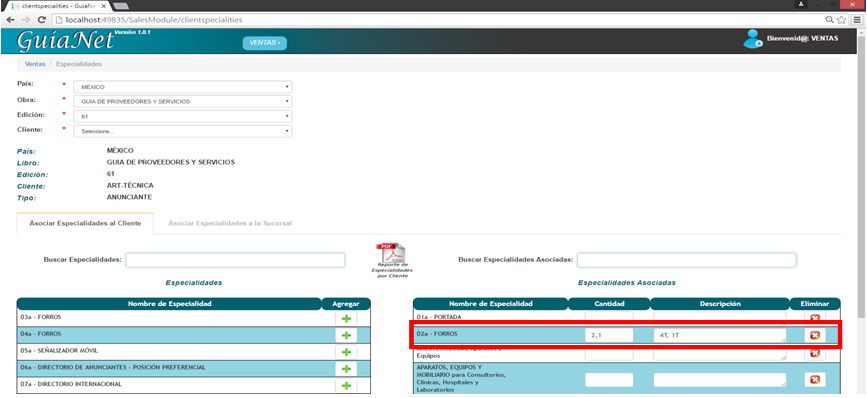 clientspecialities - GuiaNe
localhost:49835/SalesModule/clientspecialities
GuíaNet Versión 1.0.1
VENTAS
Bienvenid@: VENTAS
Ventas / Especialidades
País: * MEXICO
Obra: * GUIA DE PROVEEDORES Y SERVICIOS
Edición: * 61
Cliente: * Seleccione...
País: MÉXICO
Libro: GUIA DE PROVEEDORES Y SERVICIOS
Edición: 61
Cliente: ART-TÉCNICA
Tipo: ANUNCIANTE
Asociar Especialidades al Cliente Asociar Especialidades a la Sucursal
Buscar Especialidades:
PDF
Reporte de
Especialidades
por Cliente
Buscar Especialidades Asociadas:
Especialidades
Nombre de Especialidad Agregar
03a - FORROS
04a - FORROS
05a - SEÑALIZADOR MÓVIL
06a - DIRECTORIO DE ANUNCIANTES - POSICIÓN PREFERENCIAL
07a - DIRECTORIO INTERNACIONAL
Especialidades Asociadas
Nombre de Especialidad Cantidad Descripción Eliminar
01a - PORTADA
02a - FORROS 2,1 4T, 1T
Equipos
APARATOS, EQUIPOS Y
MOBILIARIO para Consultorios,
Clínicas, Hospitales y
Laboratorios